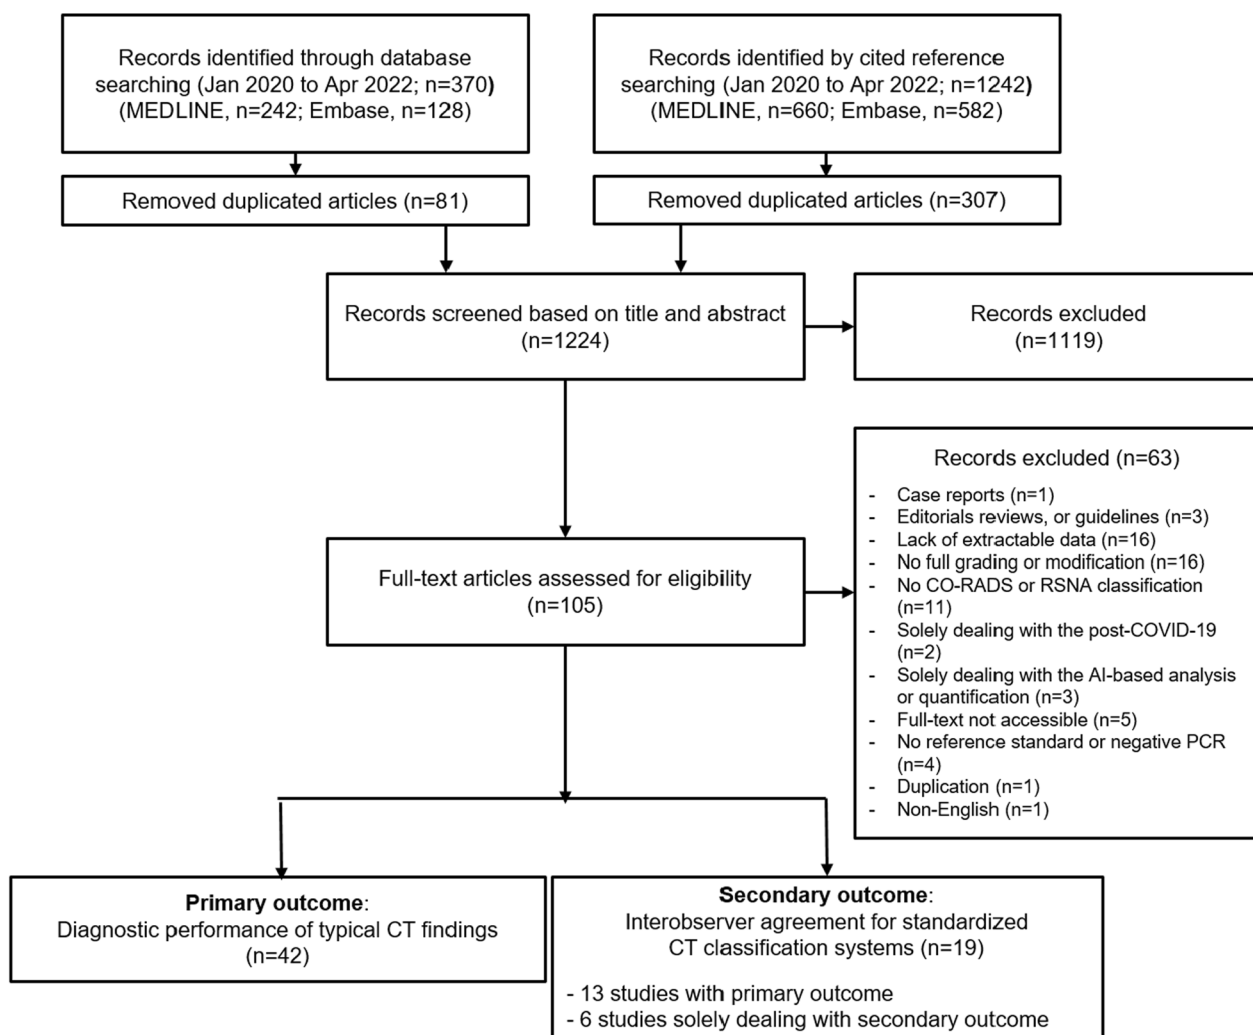 Records identified through database
searching (Jan 2020 to Apr 2022; n=370)
(MEDLINE, n=242; Embase, n=128)
Records identified by cited reference
searching (Jan 2020 to Apr 2022; n=1242)
(MEDLINE, n=660; Embase, n=582)
Removed duplicated articles (n=81)
Removed duplicated articles (n=307)
Records screened based on title and abstract
(n=1224)
Records excluded
(n=1119)
Full-text articles assessed for eligibility
(n=105)
Records excluded (n=63)
- Case reports (n=1)
- Editorials reviews, or guidelines (n=3)
- Lack of extractable data (n=16)
- No full grading or modification (n=16)
- No CO-RADS or RSNA classification
(n=11)
- Solely dealing with the post-COVID-19
(n=2)
- Solely dealing with the AI-based analysis
or quantification (n=3)
- Full-text not accessible (n=5)
- No reference standard or negative PCR
(n=4)
- Duplication (n=1)
- Non-English (n=1)
Primary outcome:
Diagnostic performance of typical CT findings
(n=42)
Secondary outcome:
Interobserver agreement for standardized
CT classification systems (n=19)
- 13 studies with primary outcome
- 6 studies solely dealing with secondary outcome